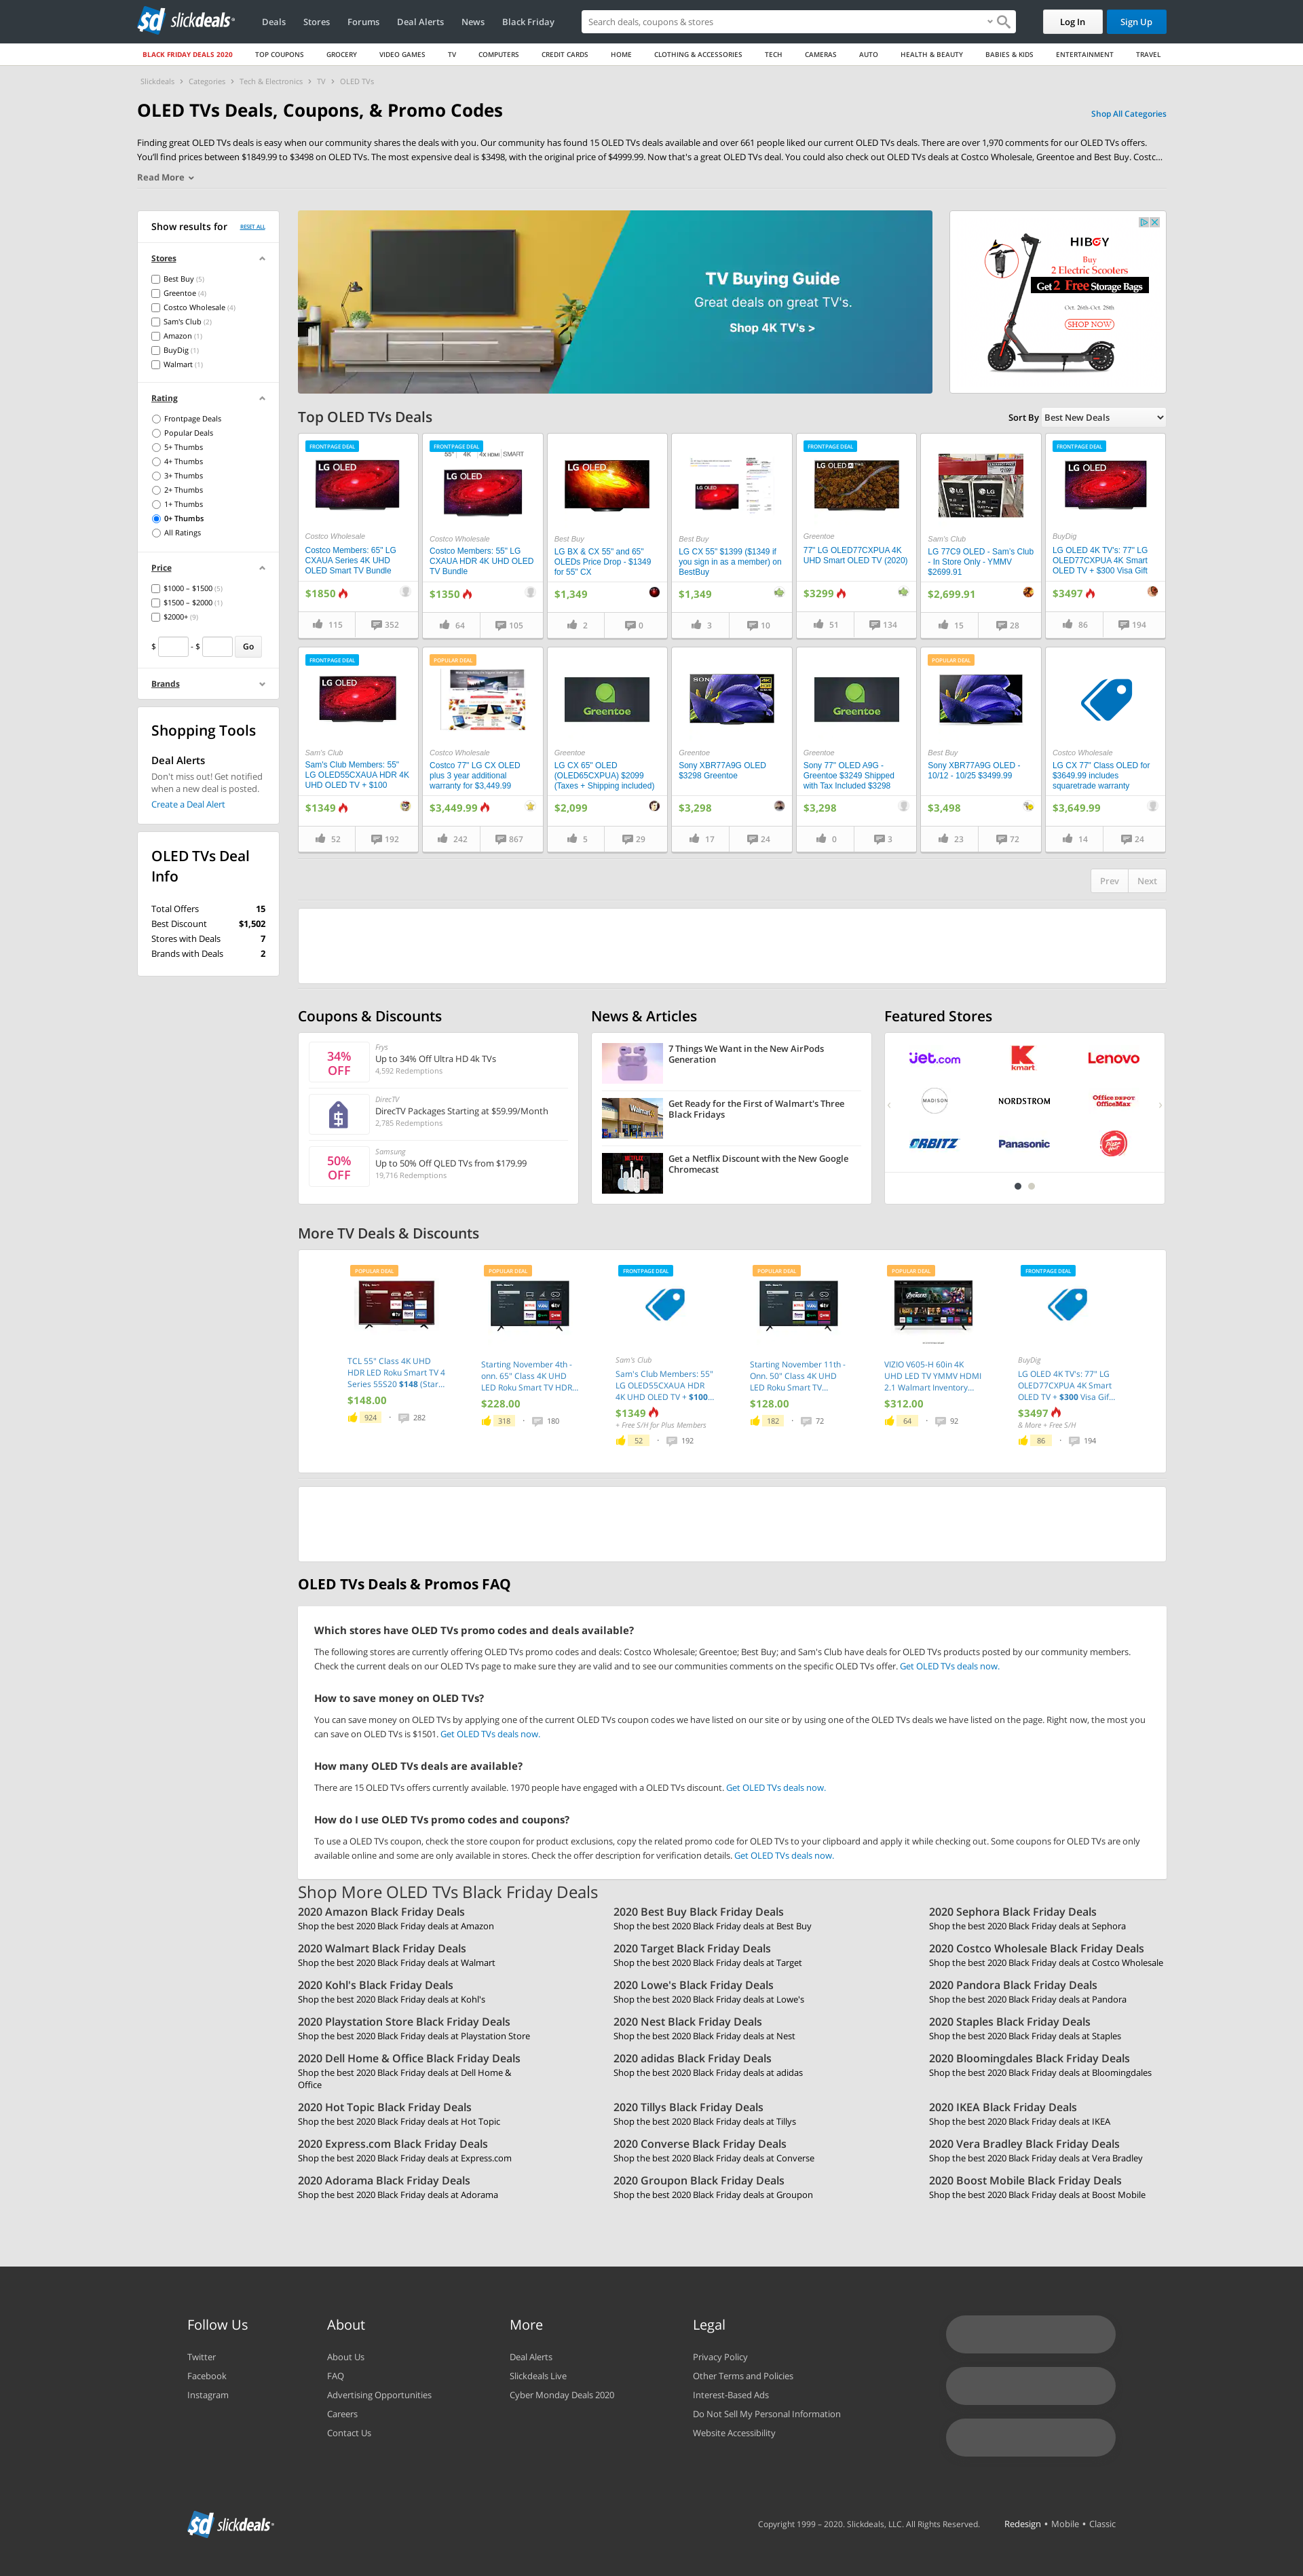 slickdeals
Deals
Stores
Forums
Deal Alerts
News
Black Friday
Search deals, coupons & stores
Log In
Sign Up
BLACK FRIDAY DEALS 2020
TOP COUPONS
GROCERY
VIDEO GAMES
TV
COMPUTERS
CREDIT CARDS
HOME
CLOTHING & ACCESSORIES
TECH
CAMERAS
AUTO
HEALTH & BEAUTY
BABIES & KIDS
ENTERTAINMENT
TRAVEL
Slickdeals > Categories > Tech & Electronics > TV > OLED TVs
OLED TVs Deals, Coupons, & Promo Codes
Shop All Categories
Finding great OLED TVs deals is easy when our community shares the deals with you. Our community has found 15 OLED TVs deals available and over 661 people liked our current OLED TVs deals. There are over 1,970 comments for our OLED TVs offers.
You'll find prices between $1849.99 to $3498 on OLED TVs. The most expensive deal is $3498, with the original price of $4999.99. Now that's a great OLED TVs deal. You could also check out OLED TVs deals at Costco Wholesale, Greentoe and Best Buy. Costc...
Read More
Show results for
RESET ALL
Stores
Best Buy (5)
Greentoe (4)
Costco Wholesale (4)
Sam's Club (2)
Amazon (1)
BuyDig (1)
Walmart (1)
Rating
Frontpage Deals
Popular Deals
5+ Thumbs
4+ Thumbs
3+ Thumbs
2+ Thumbs
1+ Thumbs
0+ Thumbs
All Ratings
Price
$1000 – $1500 (5)
$1500 – $2000 (1)
$2000+ (9)
$ - $ Go
Brands
Shopping Tools
Deal Alerts
Don't miss out! Get notified
when a new deal is posted.
Create a Deal Alert
OLED TVs Deal
Info
Total Offers 15
Best Discount $1,502
Stores with Deals 7
Brands with Deals 2
TV Buying Guide
Great deals on great TV's.
Shop 4K TV's >
HIBOY
Buy
2 Electric Scooters
Get 2 Free Storage Bags
Oct. 26th-Oct. 28th
SHOP NOW
Top OLED TVs Deals
Sort By Best New Deals
FRONTPAGE DEAL
LG OLED
Costco Wholesale
Costco Members: 65" LG
CXAUA Series 4K UHD
OLED Smart TV Bundle
$1850
115 352
FRONTPAGE DEAL
55" 4K 4x HDMI SMART
LG OLED
Costco Wholesale
Costco Members: 55" LG
CXAUA HDR 4K UHD OLED
TV Bundle
$1350
64 105
LG OLED
Best Buy
LG BX & CX 55" and 65"
OLEDs Price Drop - $1349
for 55" CX
$1,349
2 0
Best Buy
LG CX 55" $1399 ($1349 if
you sign in as a member) on
BestBuy
$1,349
3 10
FRONTPAGE DEAL
LG OLED
Greentoe
77" LG OLED77CXPUA 4K
UHD Smart OLED TV (2020)
$3299
51 134
LG LG
Sam's Club
LG 77C9 OLED - Sam's Club
- In Store Only - YMMV
$2699.91
$2,699.91
15 28
FRONTPAGE DEAL
LG OLED
BuyDig
LG OLED 4K TV's: 77" LG
OLED77CXPUA 4K Smart
OLED TV + $300 Visa Gift
$3497
86 194
FRONTPAGE DEAL
LG OLED
Sam's Club
Sam's Club Members: 55"
LG OLED55CXAUA HDR 4K
UHD OLED TV + $100
$1349
52 192
POPULAR DEAL
Costco Wholesale
Costco 77" LG CX OLED
plus 3 year additional
warranty for $3,449.99
$3,449.99
242 867
Greentoe
Greentoe
LG CX 65" OLED
(OLED65CXPUA) $2099
(Taxes + Shipping included)
$2,099
5 29
SONY
Greentoe
Sony XBR77A9G OLED
$3298 Greentoe
$3,298
17 24
Greentoe
Greentoe
Sony 77" OLED A9G -
Greentoe $3249 Shipped
with Tax Included $3298
$3,298
0 3
POPULAR DEAL
Best Buy
Sony XBR77A9G OLED -
10/12 - 10/25 $3499.99
$3,498
23 72
Costco Wholesale
LG CX 77" Class OLED for
$3649.99 includes
squaretrade warranty
$3,649.99
14 24
Prev Next
Coupons & Discounts
34%
OFF
Frys
Up to 34% Off Ultra HD 4k TVs
4,592 Redemptions
DirecTV
DirecTV Packages Starting at $59.99/Month
2,785 Redemptions
50%
OFF
Samsung
Up to 50% Off QLED TVs from $179.99
19,716 Redemptions
News & Articles
7 Things We Want in the New AirPods
Generation
Walmart
Get Ready for the First of Walmart's Three
Black Fridays
NETFLIX
Get a Netflix Discount with the New Google
Chromecast
Featured Stores
Jet.com
kmart
Lenovo
MADISON
NORDSTROM
Office DEPOT
OfficeMax
ORBITZ
Panasonic
Pizza Hut
More TV Deals & Discounts
POPULAR DEAL
TCL 55" Class 4K UHD
HDR LED Roku Smart TV 4
Series 55S20 $148 (Star...
$148.00
924 · 282
POPULAR DEAL
Starting November 4th -
onn. 65" Class 4K UHD
LED Roku Smart TV HDR...
$228.00
318 · 180
FRONTPAGE DEAL
Sam's Club
Sam's Club Members: 55"
LG OLED55CXAUA HDR
4K UHD OLED TV + $100...
$1349
+ Free S/H for Plus Members
52 · 192
POPULAR DEAL
Starting November 11th -
Onn. 50" Class 4K UHD
LED Roku Smart TV...
$128.00
182 · 72
POPULAR DEAL
VIZIO V605-H 60in 4K
UHD LED TV YMMV HDMI
2.1 Walmart Inventory...
$312.00
64 · 92
FRONTPAGE DEAL
BuyDig
LG OLED 4K TV's: 77" LG
OLED77CXPUA 4K Smart
OLED TV + $300 Visa Gif...
$3497
& More + Free S/H
86 · 194
OLED TVs Deals & Promos FAQ
Which stores have OLED TVs promo codes and deals available?
The following stores are currently offering OLED TVs promo codes and deals: Costco Wholesale; Greentoe; Best Buy; and Sam's Club have deals for OLED TVs products posted by our community members.
Check the current deals on our OLED TVs page to make sure they are valid and to see our communities comments on the specific OLED TVs offer. Get OLED TVs deals now.
How to save money on OLED TVs?
You can save money on OLED TVs by applying one of the current OLED TVs coupon codes we have listed on our site or by using one of the OLED TVs deals we have listed on the page. Right now, the most you
can save on OLED TVs is $1501. Get OLED TVs deals now.
How many OLED TVs deals are available?
There are 15 OLED TVs offers currently available. 1970 people have engaged with a OLED TVs discount. Get OLED TVs deals now.
How do I use OLED TVs promo codes and coupons?
To use a OLED TVs coupon, check the store coupon for product exclusions, copy the related promo code for OLED TVs to your clipboard and apply it while checking out. Some coupons for OLED TVs are only
available online and some are only available in stores. Check the offer description for verification details. Get OLED TVs deals now.
Shop More OLED TVs Black Friday Deals
2020 Amazon Black Friday Deals
Shop the best 2020 Black Friday deals at Amazon
2020 Best Buy Black Friday Deals
Shop the best 2020 Black Friday deals at Best Buy
2020 Sephora Black Friday Deals
Shop the best 2020 Black Friday deals at Sephora
2020 Walmart Black Friday Deals
Shop the best 2020 Black Friday deals at Walmart
2020 Target Black Friday Deals
Shop the best 2020 Black Friday deals at Target
2020 Costco Wholesale Black Friday Deals
Shop the best 2020 Black Friday deals at Costco Wholesale
2020 Kohl's Black Friday Deals
Shop the best 2020 Black Friday deals at Kohl's
2020 Lowe's Black Friday Deals
Shop the best 2020 Black Friday deals at Lowe's
2020 Pandora Black Friday Deals
Shop the best 2020 Black Friday deals at Pandora
2020 Playstation Store Black Friday Deals
Shop the best 2020 Black Friday deals at Playstation Store
2020 Nest Black Friday Deals
Shop the best 2020 Black Friday deals at Nest
2020 Staples Black Friday Deals
Shop the best 2020 Black Friday deals at Staples
2020 Dell Home & Office Black Friday Deals
Shop the best 2020 Black Friday deals at Dell Home &
Office
2020 adidas Black Friday Deals
Shop the best 2020 Black Friday deals at adidas
2020 Bloomingdales Black Friday Deals
Shop the best 2020 Black Friday deals at Bloomingdales
2020 Hot Topic Black Friday Deals
Shop the best 2020 Black Friday deals at Hot Topic
2020 Tillys Black Friday Deals
Shop the best 2020 Black Friday deals at Tillys
2020 IKEA Black Friday Deals
Shop the best 2020 Black Friday deals at IKEA
2020 Express.com Black Friday Deals
Shop the best 2020 Black Friday deals at Express.com
2020 Converse Black Friday Deals
Shop the best 2020 Black Friday deals at Converse
2020 Vera Bradley Black Friday Deals
Shop the best 2020 Black Friday deals at Vera Bradley
2020 Adorama Black Friday Deals
Shop the best 2020 Black Friday deals at Adorama
2020 Groupon Black Friday Deals
Shop the best 2020 Black Friday deals at Groupon
2020 Boost Mobile Black Friday Deals
Shop the best 2020 Black Friday deals at Boost Mobile
Follow Us
Twitter
Facebook
Instagram
About
About Us
FAQ
Advertising Opportunities
Careers
Contact Us
More
Deal Alerts
Slickdeals Live
Cyber Monday Deals 2020
Legal
Privacy Policy
Other Terms and Policies
Interest-Based Ads
Do Not Sell My Personal Information
Website Accessibility
slickdeals
Copyright 1999 – 2020. Slickdeals, LLC. All Rights Reserved.
Redesign • Mobile • Classic